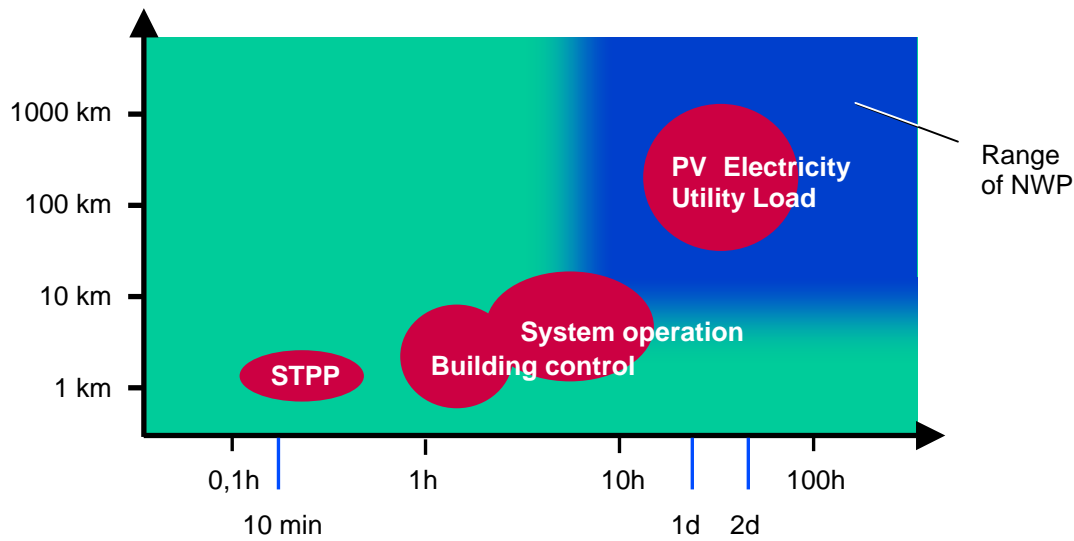 1000 km
100 km
10 km
1 km
PV Electricity
Utility Load
System operation
Building control
STPP
Range
of NWP
0,1h
1h
10h
100h
10 min
1d
2d